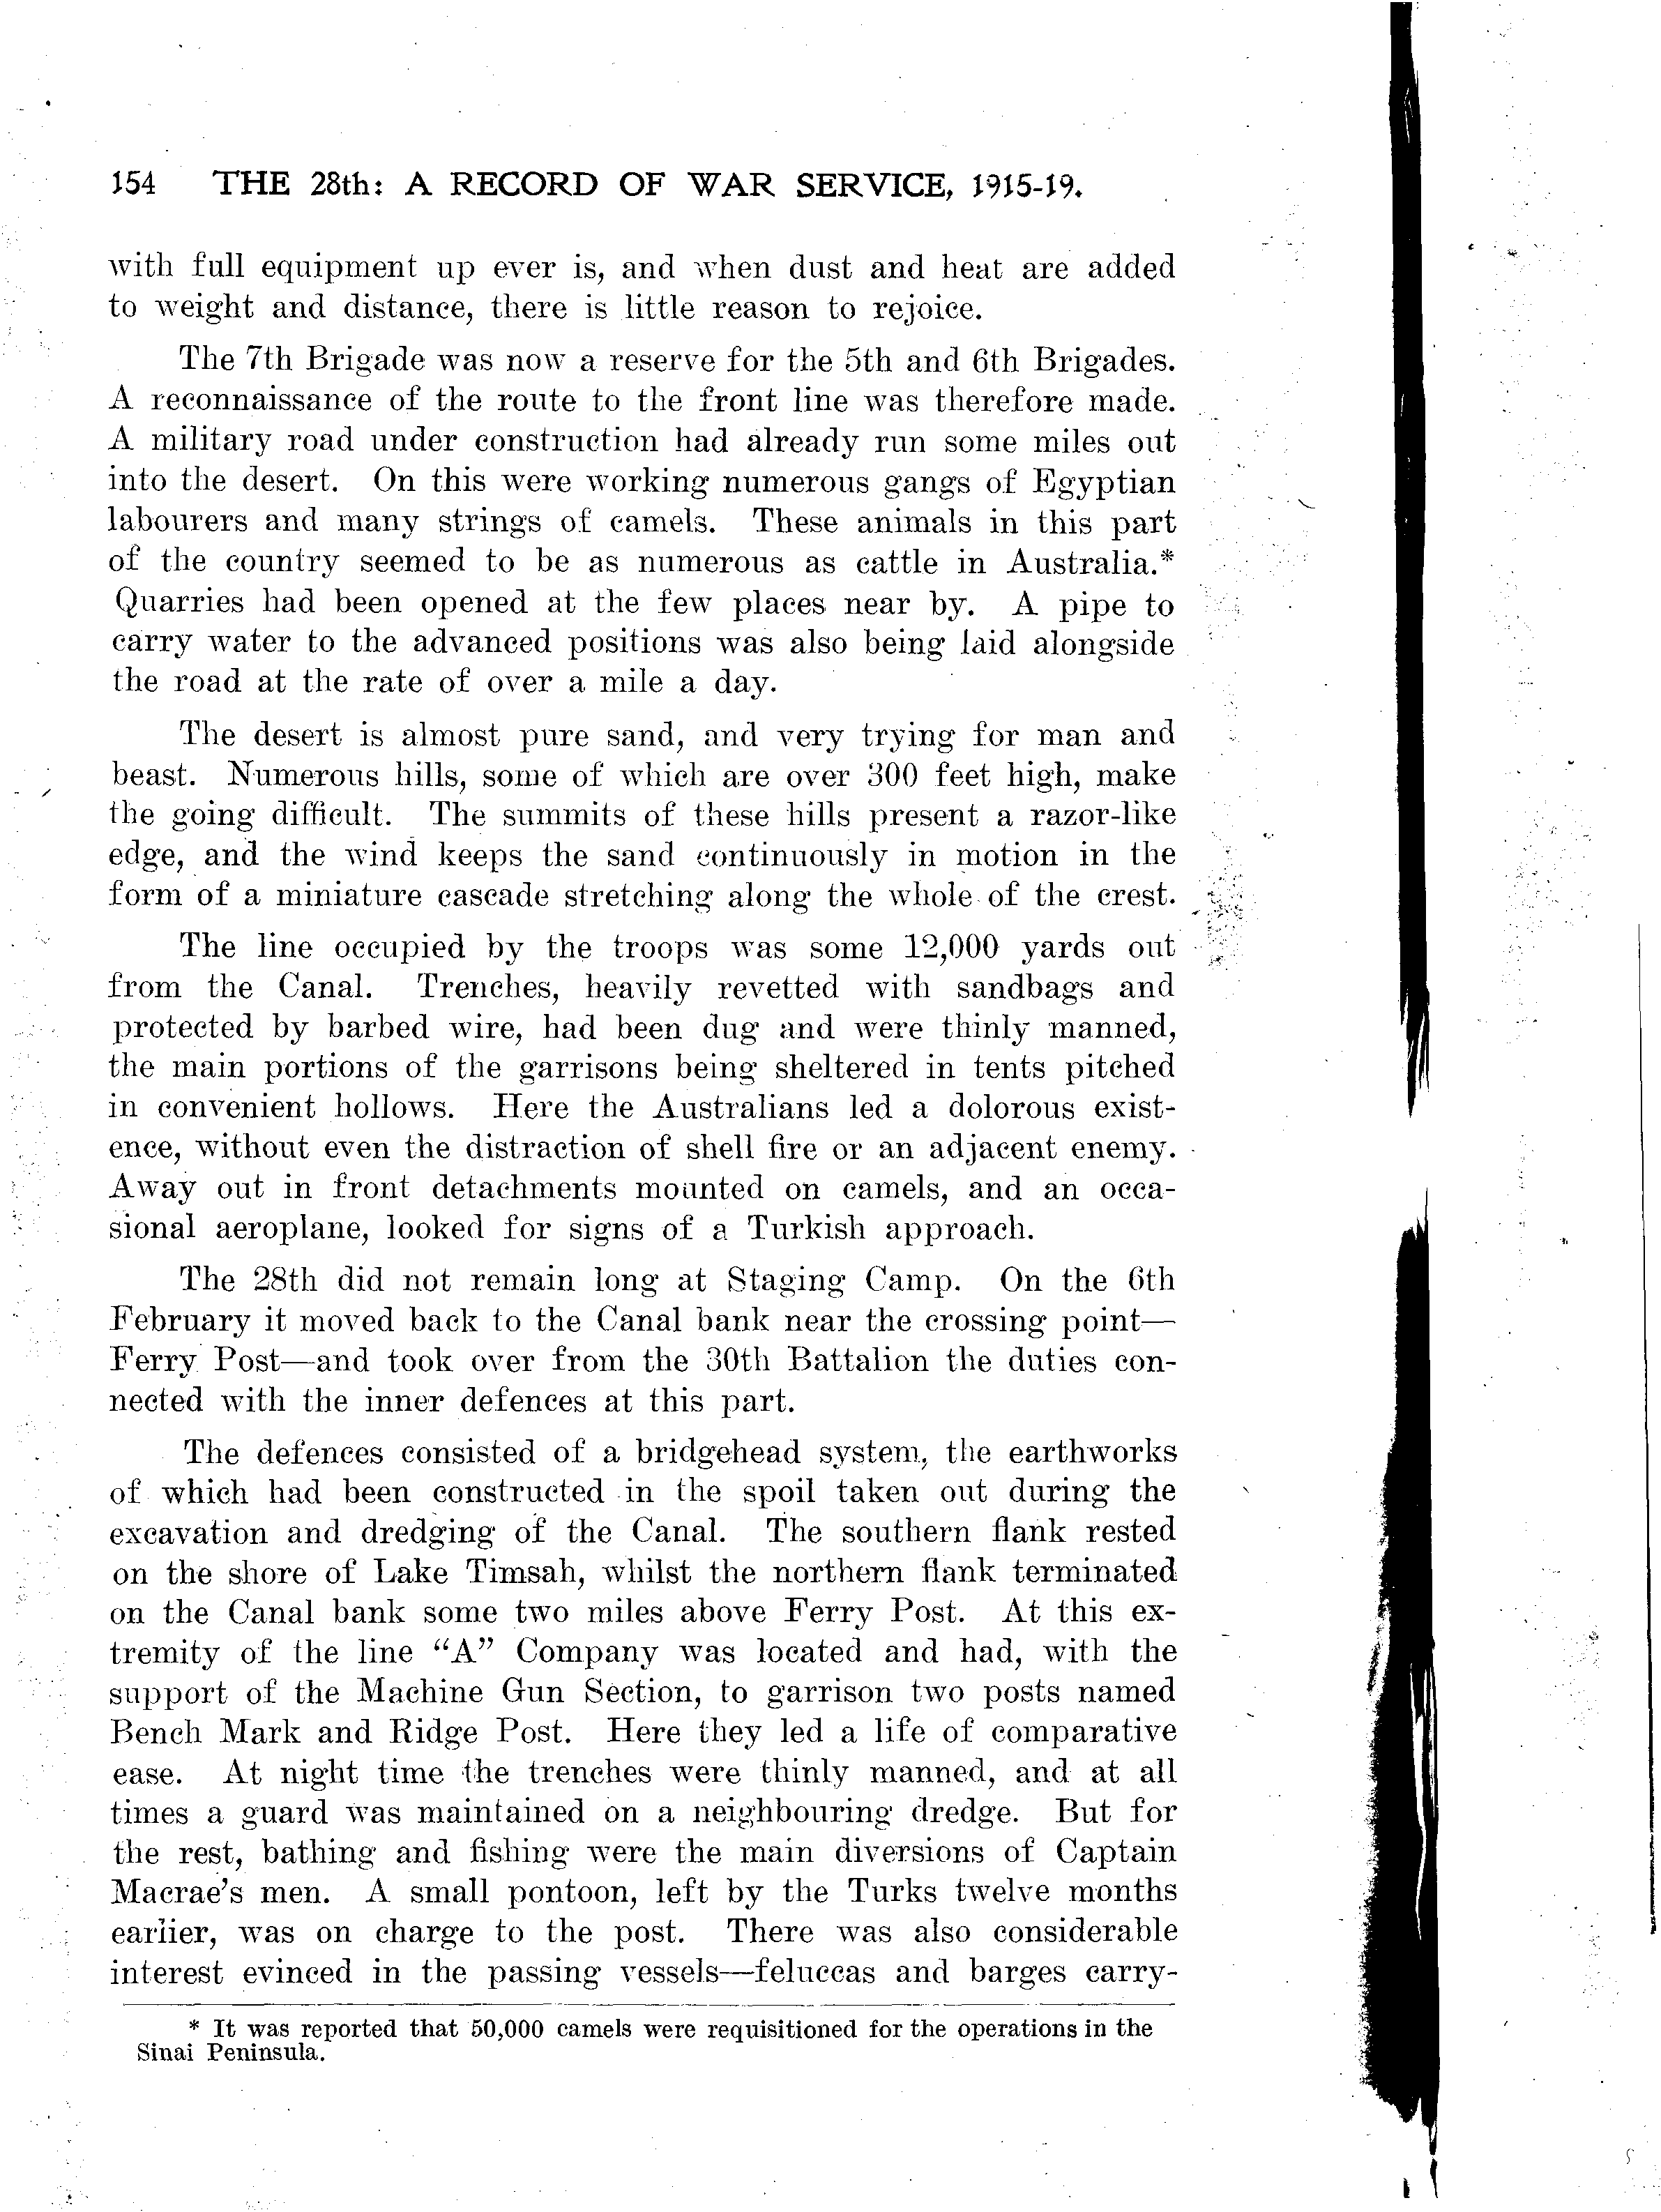 154 THE 28th: A RECORD OF WAR SERVICE, 1915-19.
with full equipment up ever is, and when dust and heat are added
to weight and distance, there is little reason to rejoice.
The 7th Brigade was now a reserve for the 5th and 6th Brigades.
A reconnaissance of the route to the front line was therefore made.
A military road under construction had already run some miles out
into the desert. On this were working numerous gangs of Egyptian
labourers and many strings of camels. These animals in this part
of the country seemed to be as numerous as cattle in Australia.*
Quarries had been opened at the few places near by. A pipe to
carry water to the advanced positions was also being laid alongside
the road at the rate of over a mile a day.
The desert is almost pure sand, and very trying for man and
beast. Numerous hills, some of which are over 300 feet high, make
the going difficult. The summits of these hills present a razor-like
edge, and the wind keeps the sand continuously in motion in the
form of a miniature cascade stretching along the whole of the crest.
The line occupied by the troops was some 12,000 yards out
from the Canal. Trenches, heavily revetted with sandbags and
protected by barbed wire, had been dug and were thinly manned,
the main portions of the garrisons being sheltered in tents pitched
in convenient hollows. Here the Australians led a dolorous exist-
ence, without even the distraction of shell fire or an adjacent enemy.
Away out in front detachments mounted on camels, and an occa-
sional aeroplane, looked for signs of a Turkish approach.
The 28th did not remain long at Staging Camp. On the 6th
February it moved back to the Canal bank near the crossing point—
Ferry Post—and took over from the 30th Battalion the duties con-
nected with the inner defences at this part.
The defences consisted of a bridgehead system, the earthworks
of which had been constructed in the spoil taken out during the
excavation and dredging of the Canal. The southern flank rested
on the shore of Lake Timsah, whilst the northern flank terminated
on the Canal bank some two miles above Ferry Post. At this ex-
tremity of the line “A” Company was located and had, with the
support of the Machine Gun Section, to garrison two posts named
Bench Mark and Ridge Post. Here they led a life of comparative
ease. At night time the trenches were thinly manned, and at all
times a guard was maintained on a neighbouring dredge. But for
the rest, bathing and fishing were the main diversions of Captain
Macrae's men. A small pontoon, left by the Turks twelve months
earlier, was on charge to the post. There was also considerable
interest evinced in the passing vessels—feluccas and barges carry-
* It was reported that 50,000 camels were requisitioned for the operations in the
Sinai Peninsula.